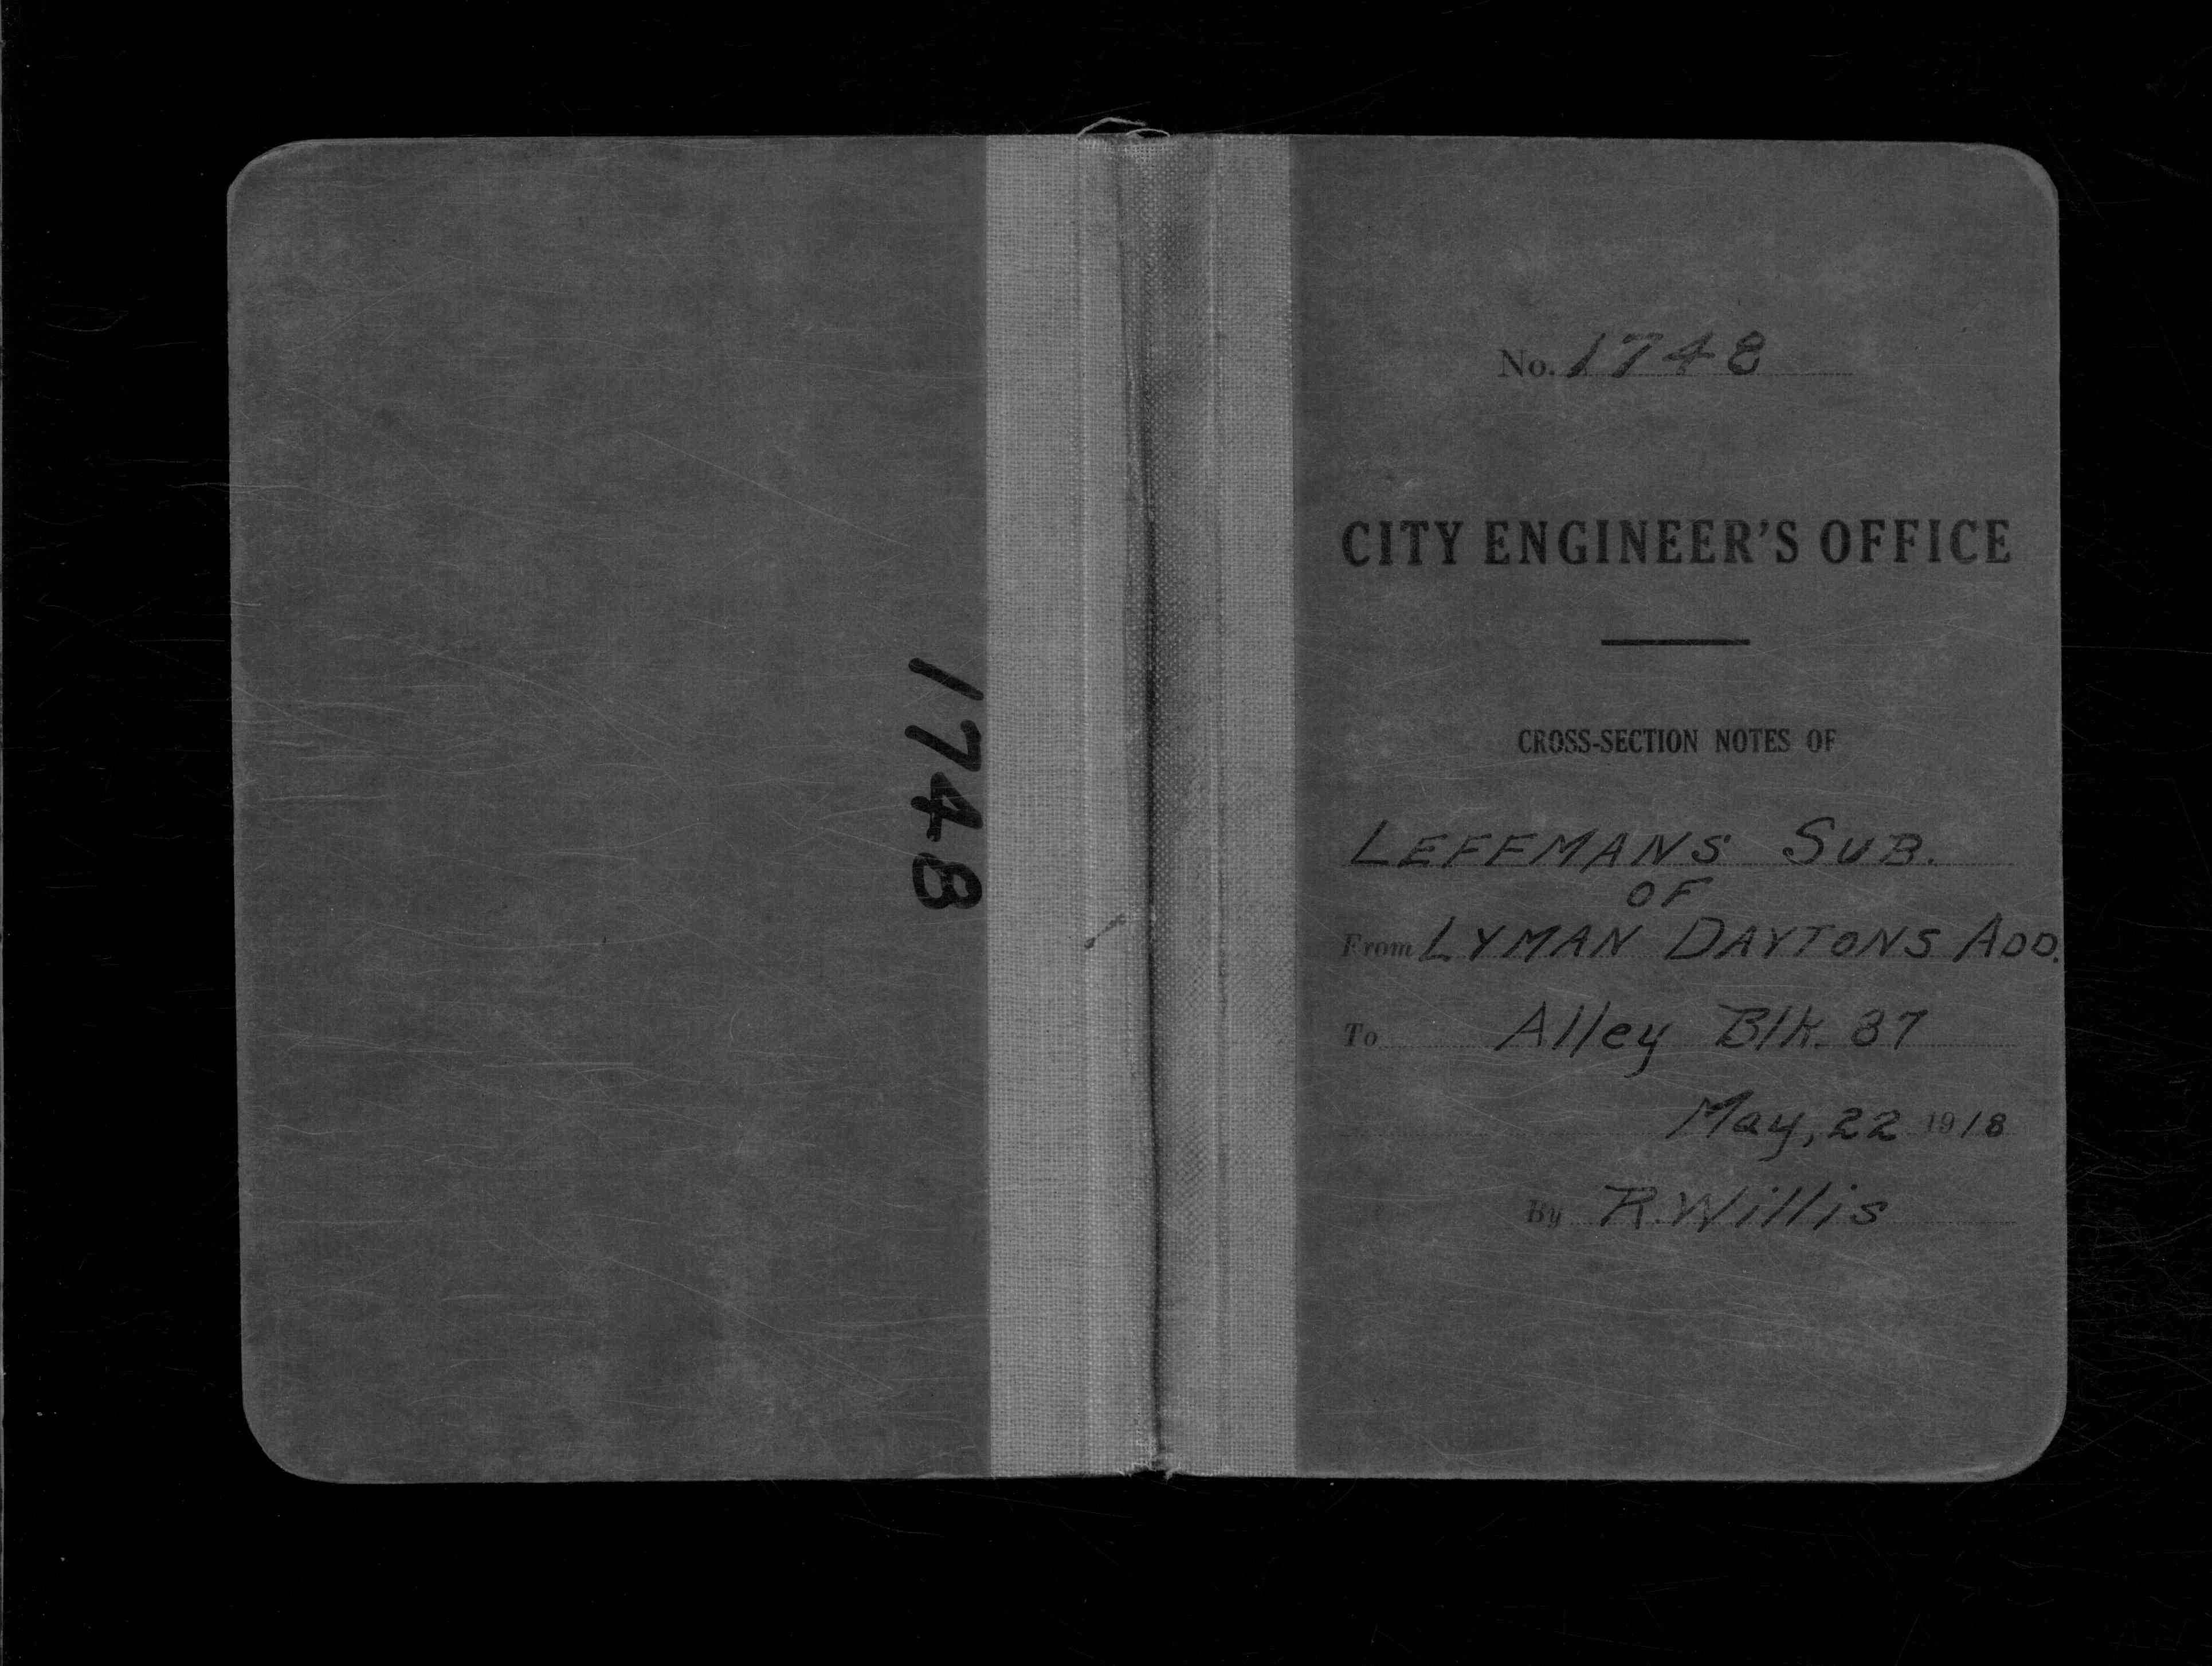 1748
No. 1748
CITY ENGINEER'S OFFICE
CROSS-SECTION NOTES OF
LEFFMANS SUB.
OF
From LYMAN DAYTONS ADD.
To Alley Blk. 87
May, 22 1918
By R. Willis